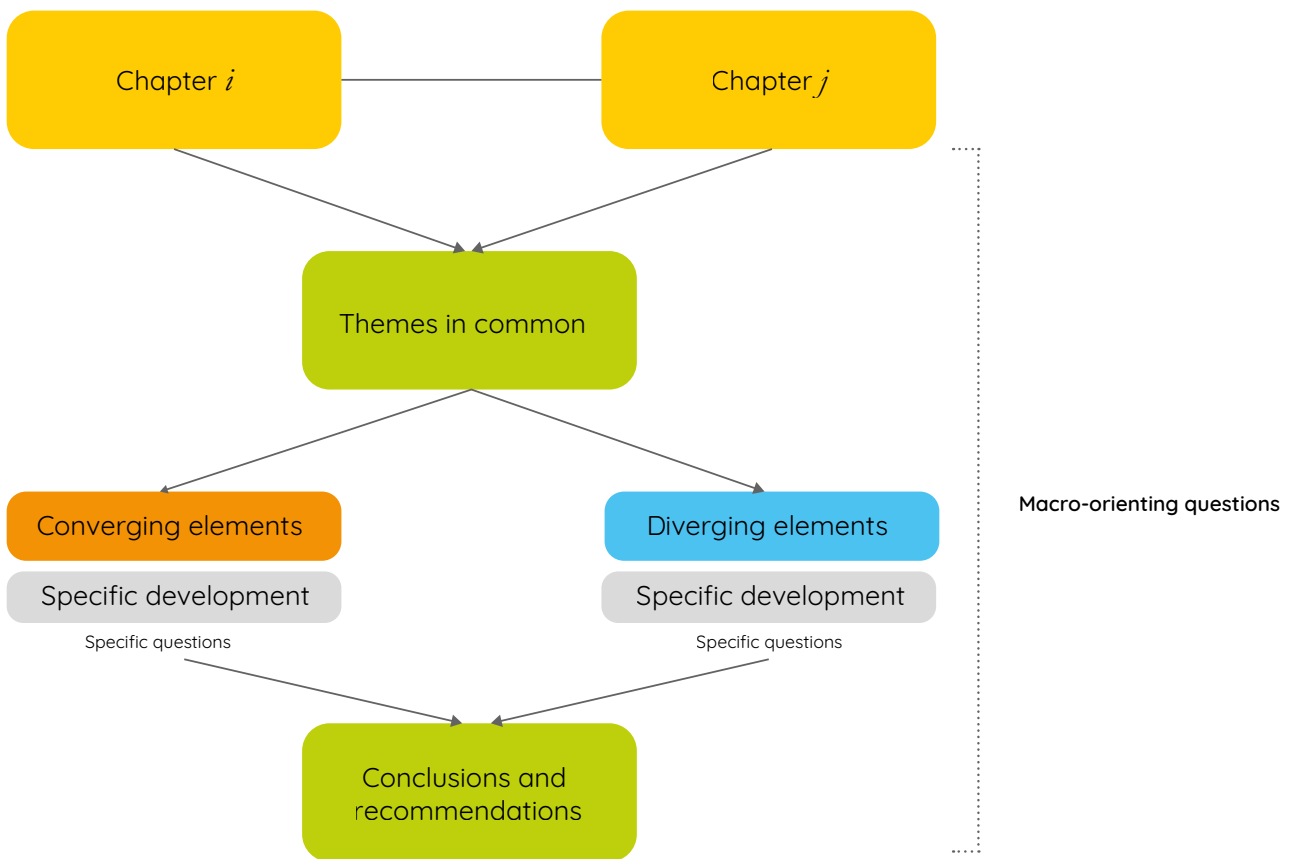 Chapter i
Chapter j
Themes in common
Macro-orienting questions
Converging elements
Diverging elements
Specific development
Specific development
Specific questions
Specific questions
Conclusions and
recommendations